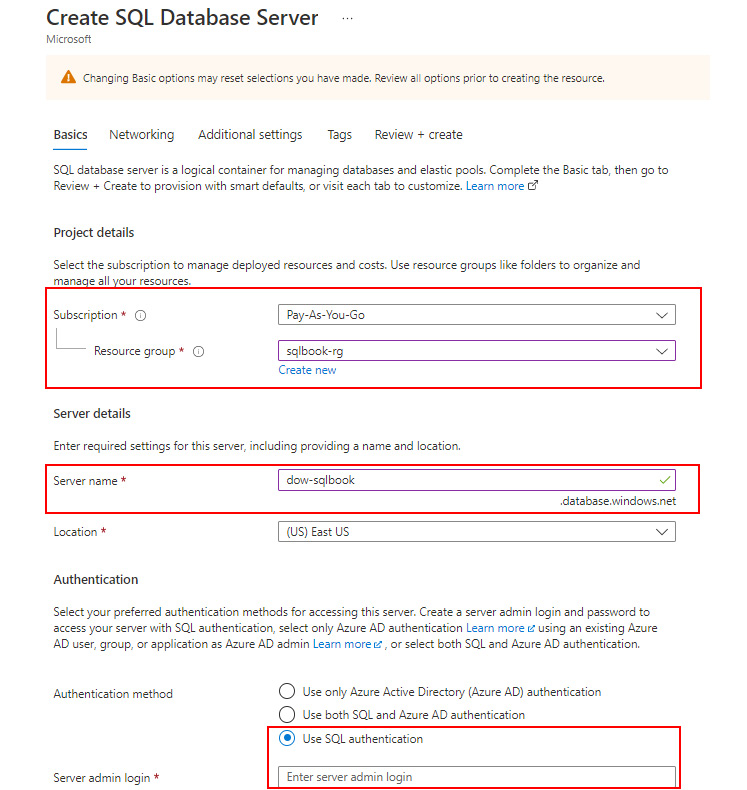 Create SQL Database Server ...
Microsoft
Changing Basic options may reset selections you have made. Review all options prior to creating the resource.
Basics Networking Additional settings Tags Review + create
SQL database server is a logical container for managing databases and elastic pools. Complete the Basic tab, then go to
Review + Create to provision with smart defaults, or visit each tab to customize. Learn more
Project details
Select the subscription to manage deployed resources and costs. Use resource groups like folders to organize and
manage all your resources.
Subscription * Pay-As-You-Go
Resource group * sqlbook-rg
Create new
Server details
Enter required settings for this server, including providing a name and location.
Server name * dow-sqlbook
.database.windows.net
Location * (US) East US
Authentication
Select your preferred authentication methods for accessing this server. Create a server admin login and password to
access your server with SQL authentication, select only Azure AD authentication Learn more using an existing Azure
AD user, group, or application as Azure AD admin Learn more , or select both SQL and Azure AD authentication.
Authentication method Use only Azure Active Directory (Azure AD) authentication
Use both SQL and Azure AD authentication
Use SQL authentication
Server admin login * Enter server admin login